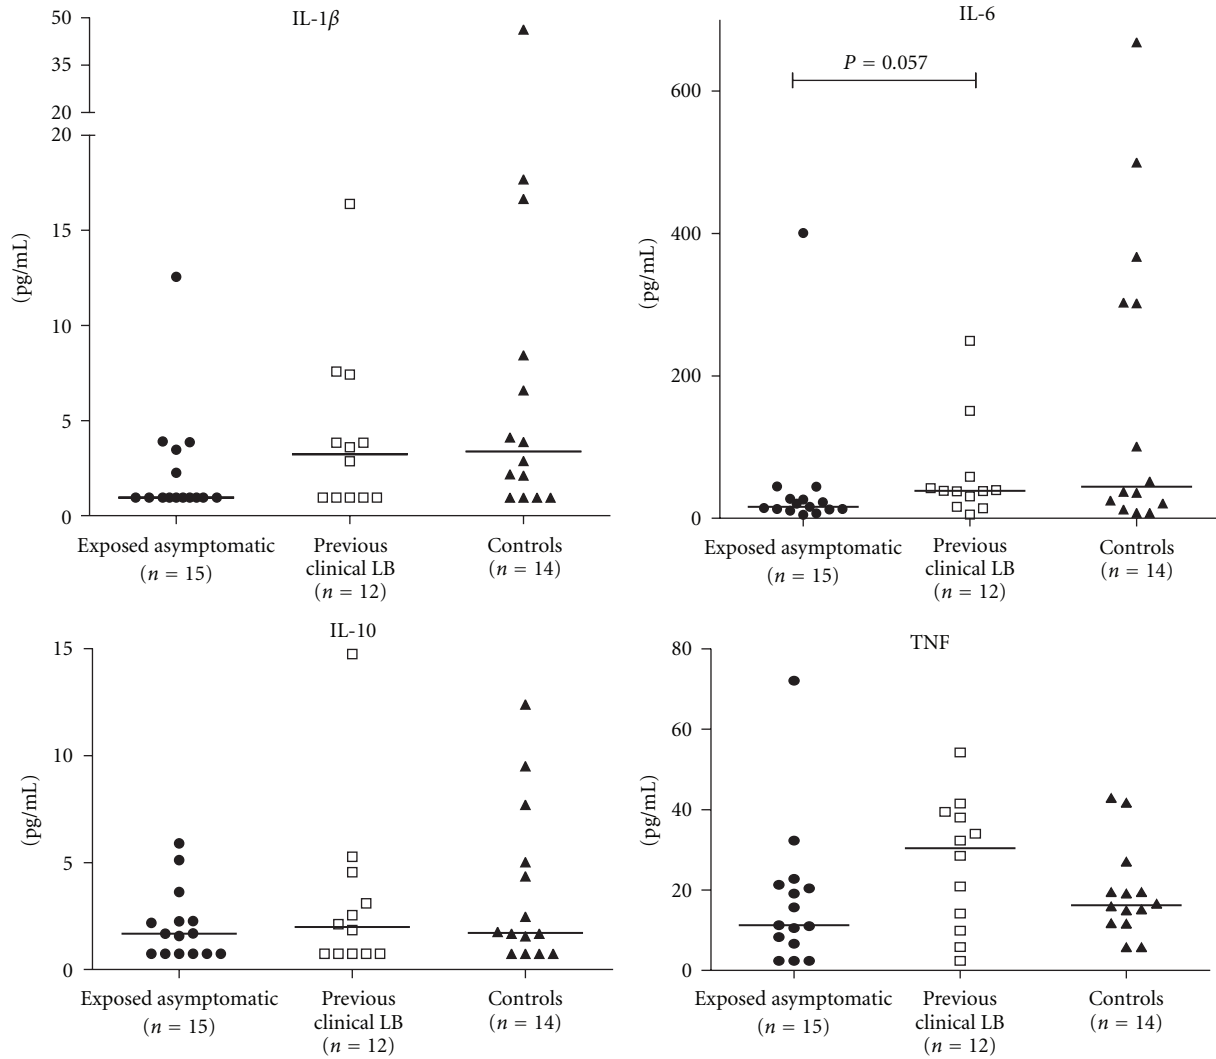 IL-1β
50
35
20
20
15
10
5
0
(pg/mL)
Exposed asymptomatic
(n = 15)
Previous
clinical LB
(n = 12)
Controls
(n = 14)
IL-6
P = 0.057
600
400
200
0
(pg/mL)
Exposed asymptomatic
(n = 15)
Previous
clinical LB
(n = 12)
Controls
(n = 14)
IL-10
15
10
5
0
(pg/mL)
Exposed asymptomatic
(n = 15)
Previous
clinical LB
(n = 12)
Controls
(n = 14)
TNF
80
60
40
20
0
(pg/mL)
Exposed asymptomatic
(n = 15)
Previous
clinical LB
(n = 12)
Controls
(n = 14)